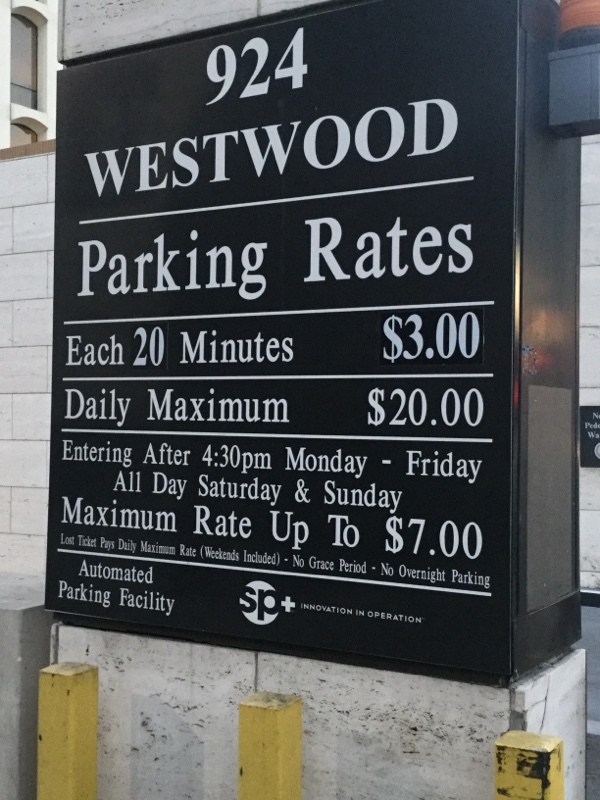 924
WESTWOOD
Parking Rates
Each 20 Minutes $3.00
Daily Maximum $20.00
Entering After 4:30pm Monday - Friday
All Day Saturday & Sunday
Maximum Rate Up To $7.00
Lost Ticket Pays Daily Maximum Rate (Weekends Included) - No Grace Period - No Overnight Parking
Automated
Parking Facility
sp+ INNOVATION IN OPERATION